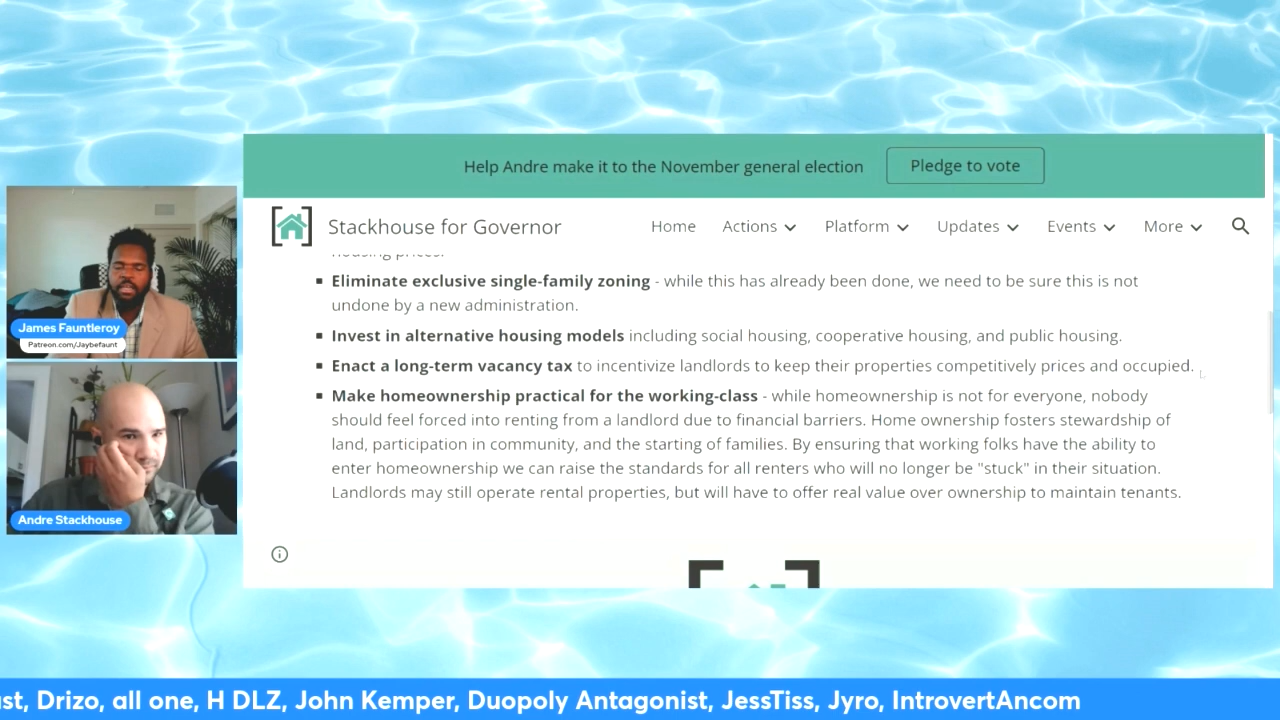 Help Andre make it to the November general election
Pledge to vote
Stackhouse for Governor
Home
Actions
Platform
Updates
Events
More
housing prices.
Eliminate exclusive single-family zoning - while this has already been done, we need to be sure this is not
undone by a new administration.
Invest in alternative housing models including social housing, cooperative housing, and public housing.
Enact a long-term vacancy tax to incentivize landlords to keep their properties competitively prices and occupied.
Make homeownership practical for the working-class - while homeownership is not for everyone, nobody
should feel forced into renting from a landlord due to financial barriers. Home ownership fosters stewardship of
land, participation in community, and the starting of families. By ensuring that working folks have the ability to
enter homeownership we can raise the standards for all renters who will no longer be "stuck" in their situation.
Landlords may still operate rental properties, but will have to offer real value over ownership to maintain tenants.
James Fauntleroy
Patreon.com/Jaybefaunt
Andre Stackhouse
st, Drizo, all one, H DLZ, John Kemper, Duopoly Antagonist, JessTiss, Jyro, IntrovertAncom